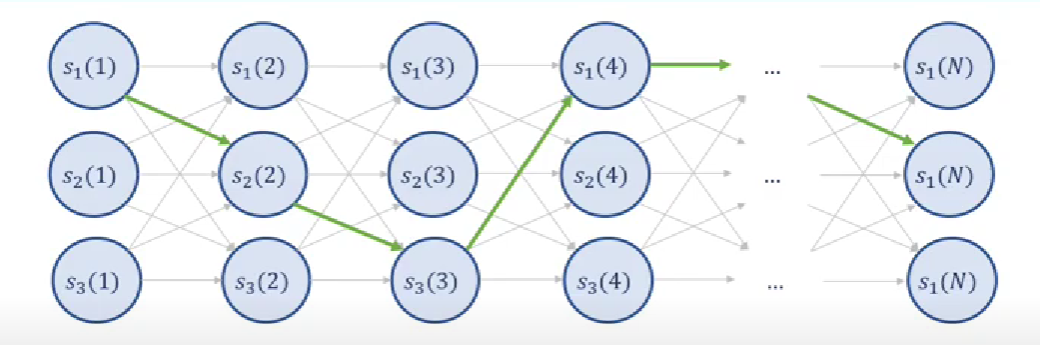 s₁(1) s₁(2) s₁(3) s₁(4) ... s₁(N)
s₂(1) s₂(2) s₂(3) s₂(4) ... s₁(N)
s₃(1) s₃(2) s₃(3) s₃(4) ... s₁(N)